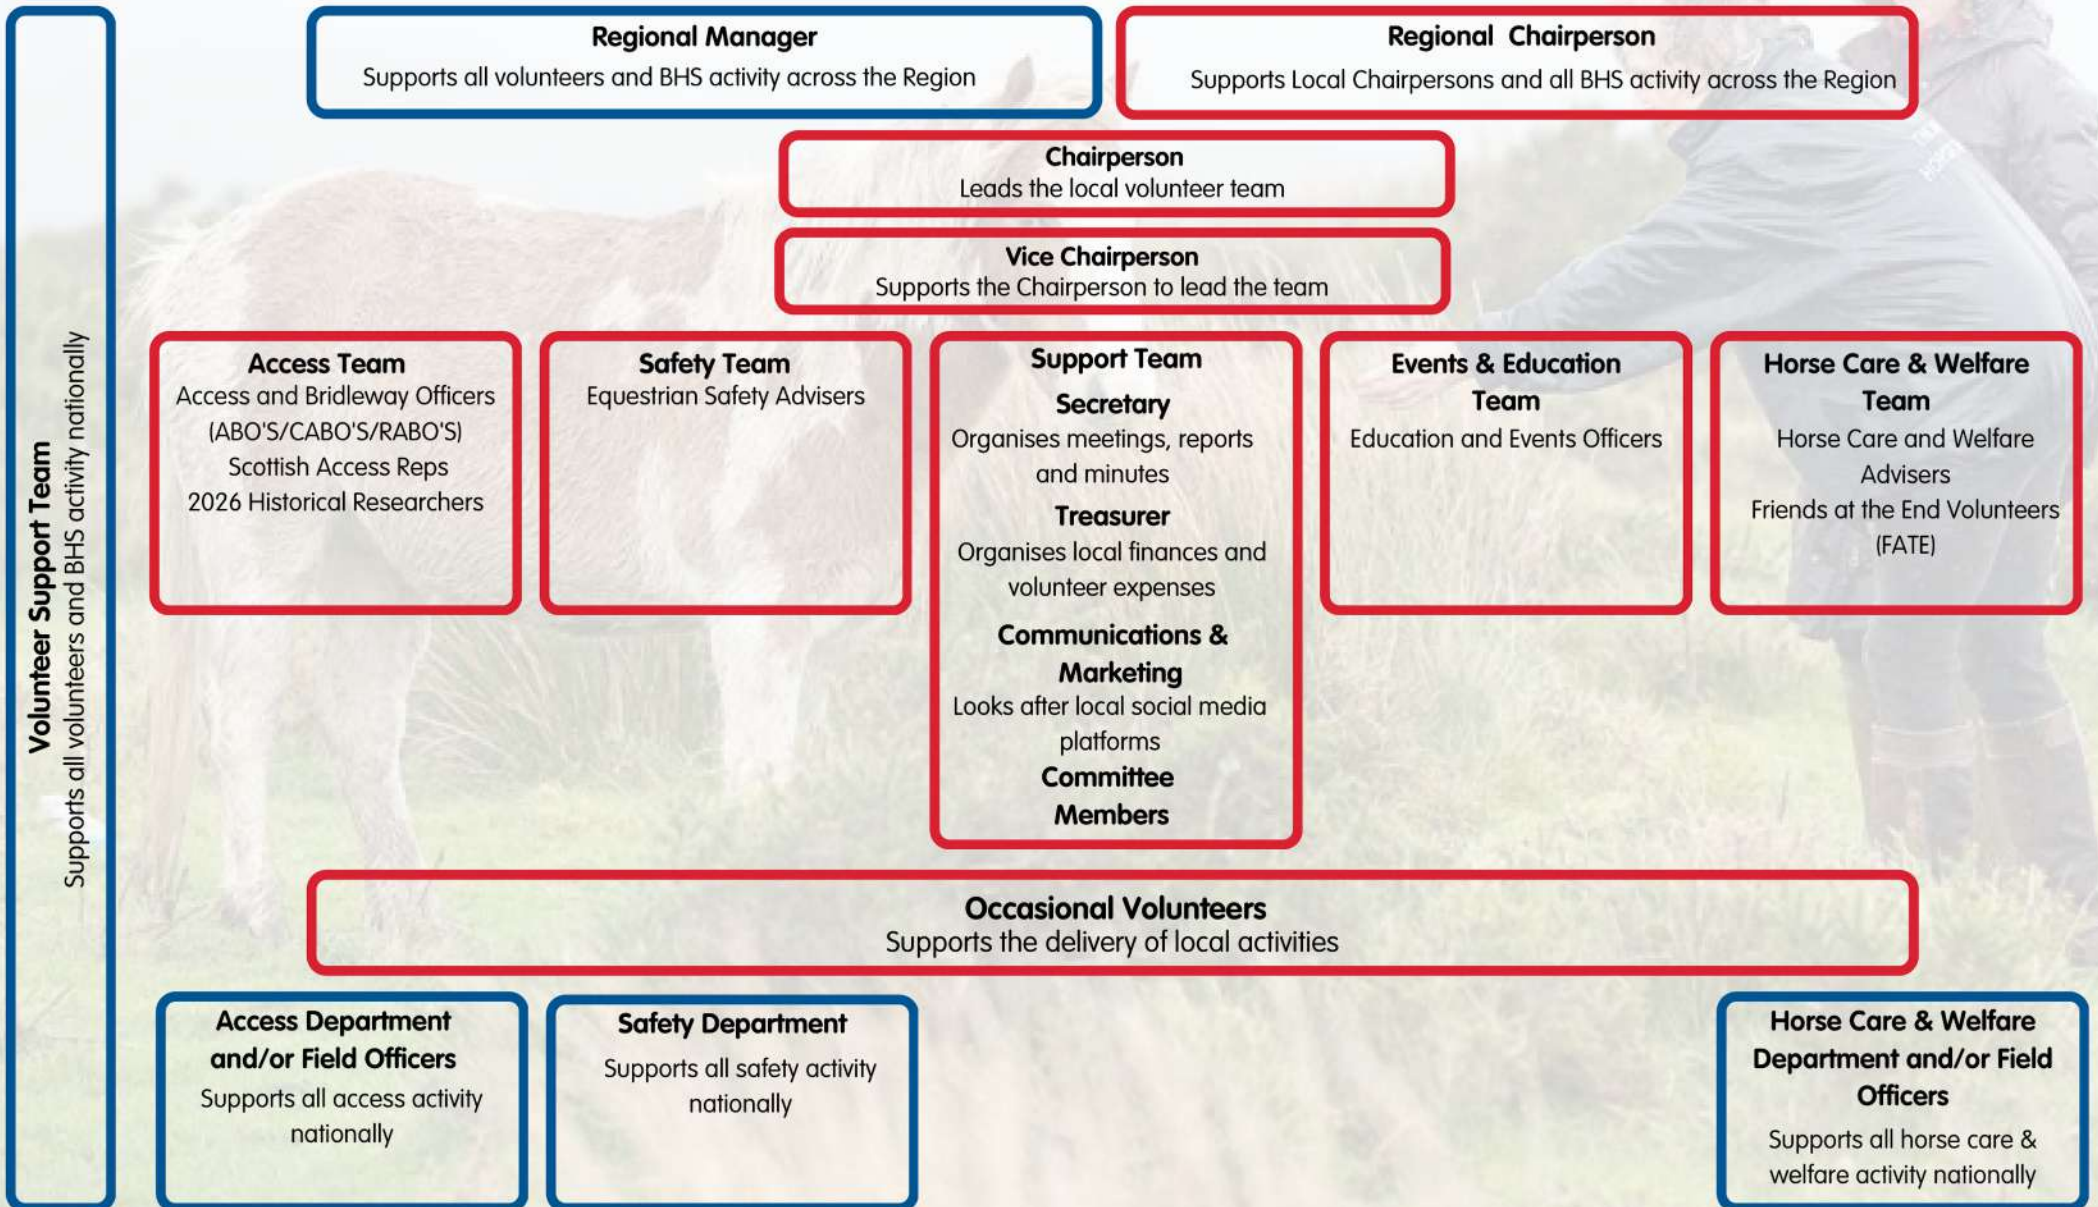 Volunteer Support Team
Supports all volunteers and BHS activity nationally
Regional Manager
Supports all volunteers and BHS activity across the Region
Regional Chairperson
Supports Local Chairpersons and all BHS activity across the Region
Chairperson
Leads the local volunteer team
Vice Chairperson
Supports the Chairperson to lead the team
Access Team
Access and Bridleway Officers
(ABO'S/CABO'S/RABO'S)
Scottish Access Reps
2026 Historical Researchers
Safety Team
Equestrian Safety Advisers
Support Team
Secretary
Organises meetings, reports
and minutes
Treasurer
Organises local finances and
volunteer expenses
Communications &
Marketing
Looks after local social media
platforms
Committee
Members
Events & Education
Team
Education and Events Officers
Horse Care & Welfare
Team
Horse Care and Welfare
Advisers
Friends at the End Volunteers
(FATE)
Occasional Volunteers
Supports the delivery of local activities
Access Department
and/or Field Officers
Supports all access activity
nationally
Safety Department
Supports all safety activity
nationally
Horse Care & Welfare
Department and/or Field
Officers
Supports all horse care &
welfare activity nationally